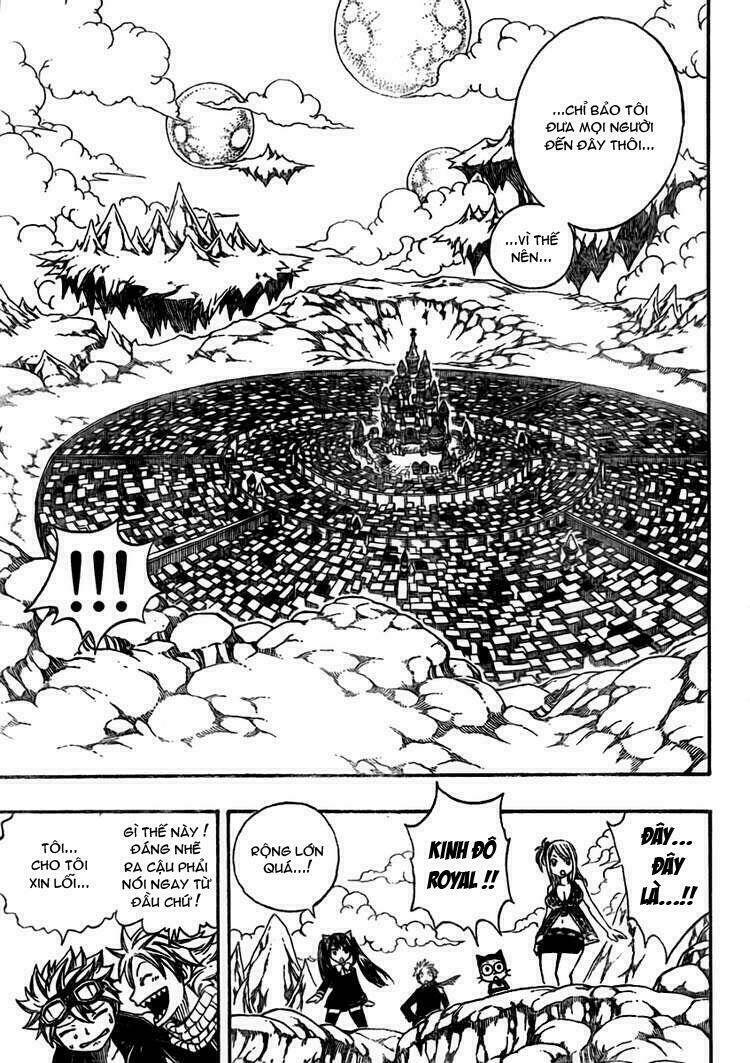 ...CHỈ BẢO TÔI
ĐƯA MỌI NGƯỜI
ĐẾN ĐÂY THÔI...
...VÌ THẾ
NÊN...
!!!
ĐÂY...
ĐÂY
LÀ...!!
KINH ĐÔ
ROYAL !!
RỘNG LỚN
QUÁ...!
GÌ THẾ NÀY !
ĐÁNG NHẼ
RA CẬU PHẢI
NÓI NGAY TỪ
ĐẦU CHỨ !
TÔI...
CHO TÔI
XIN LỖI...